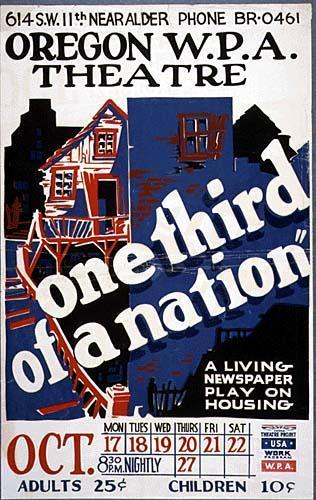 614 S.W. 11th NEAR ALDER PHONE BR·0461
OREGON W.P.A.
THEATRE
one third
of a nation"
A LIVING
NEWSPAPER
PLAY ON
HOUSING
MON TUES WED THURS FRI SAT
OCT. 17 18 19 20 21 22
8:30 P.M. NIGHTLY 27
THEATRE PROJECT
USA
WORK
PROGRAM
W.P.A.
ADULTS 25¢ CHILDREN 10¢